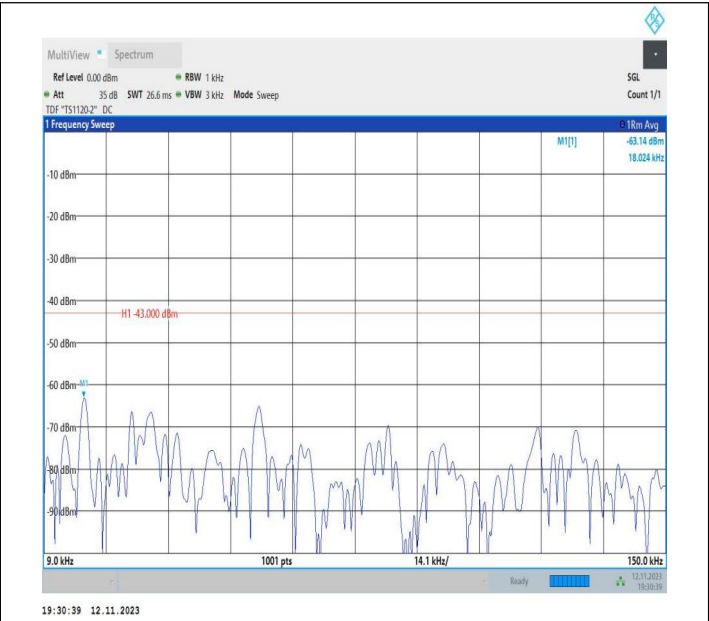 R S
MultiView Spectrum
Ref Level 0.00 dBm RBW 1 kHz SGL
Att 35 dB SWT 26.6 ms VBW 3 kHz Mode Sweep Count 1/1
TDF "TS1120-2" DC
1 Frequency Sweep 1Rm Avg
M1[1] -63.14 dBm
18.024 kHz
-10 dBm
-20 dBm
-30 dBm
-40 dBm
H1 -43.000 dBm
-50 dBm
-60 dBm M1
-70 dBm
-80 dBm
-90 dBm
9.0 kHz 1001 pts 14.1 kHz/ 150.0 kHz
Ready 12.11.2023
19:30:39
19:30:39 12.11.2023